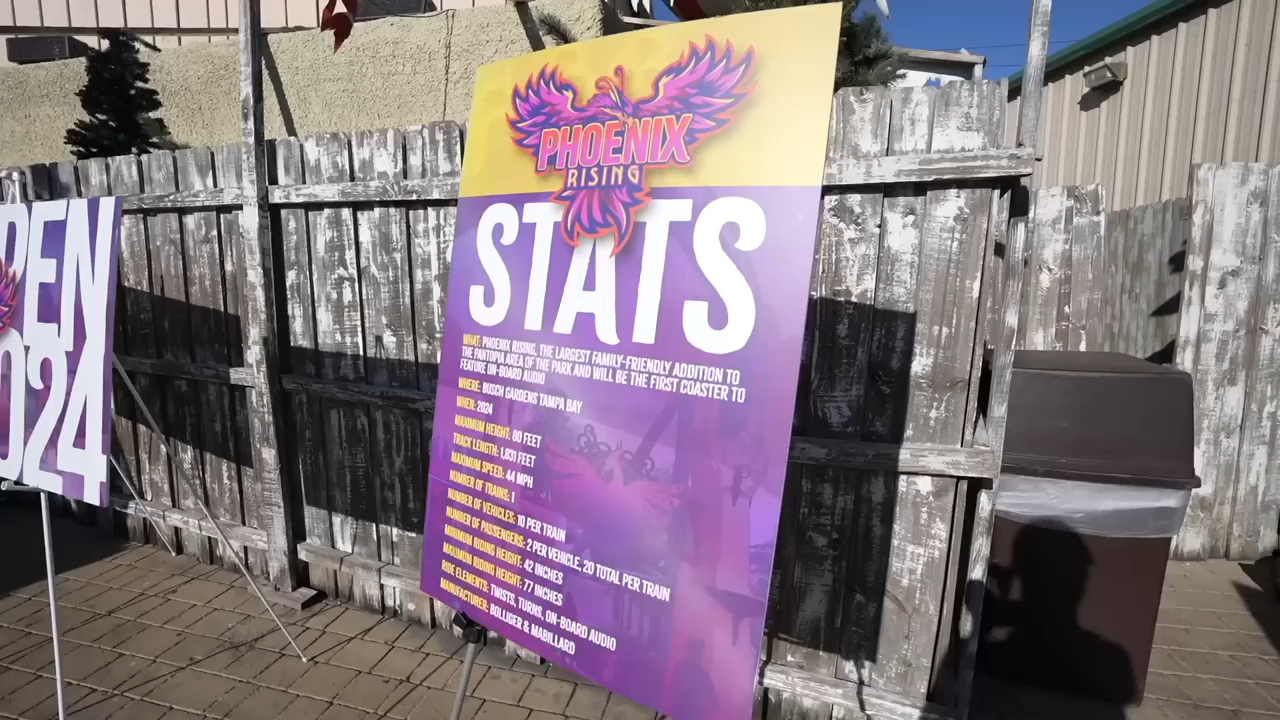 PEN
2024
PHOENIX
RISING
STATS
WHAT: PHOENIX RISING, THE LARGEST FAMILY-FRIENDLY ADDITION TO
THE PANTOPIA AREA OF THE PARK AND WILL BE THE FIRST COASTER TO
FEATURE ON-BOARD AUDIO
WHERE: BUSCH GARDENS TAMPA BAY
WHEN: 2024
MAXIMUM HEIGHT: 80 FEET
TRACK LENGTH: 1,831 FEET
MAXIMUM SPEED: 44 MPH
NUMBER OF TRAINS: 1
NUMBER OF VEHICLES: 10 PER TRAIN
NUMBER OF PASSENGERS: 2 PER VEHICLE, 20 TOTAL PER TRAIN
MINIMUM RIDING HEIGHT: 42 INCHES
MAXIMUM RIDING HEIGHT: 77 INCHES
RIDE ELEMENTS: TWISTS, TURNS, ON-BOARD AUDIO
MANUFACTURER: BOLLIGER & MABILLARD